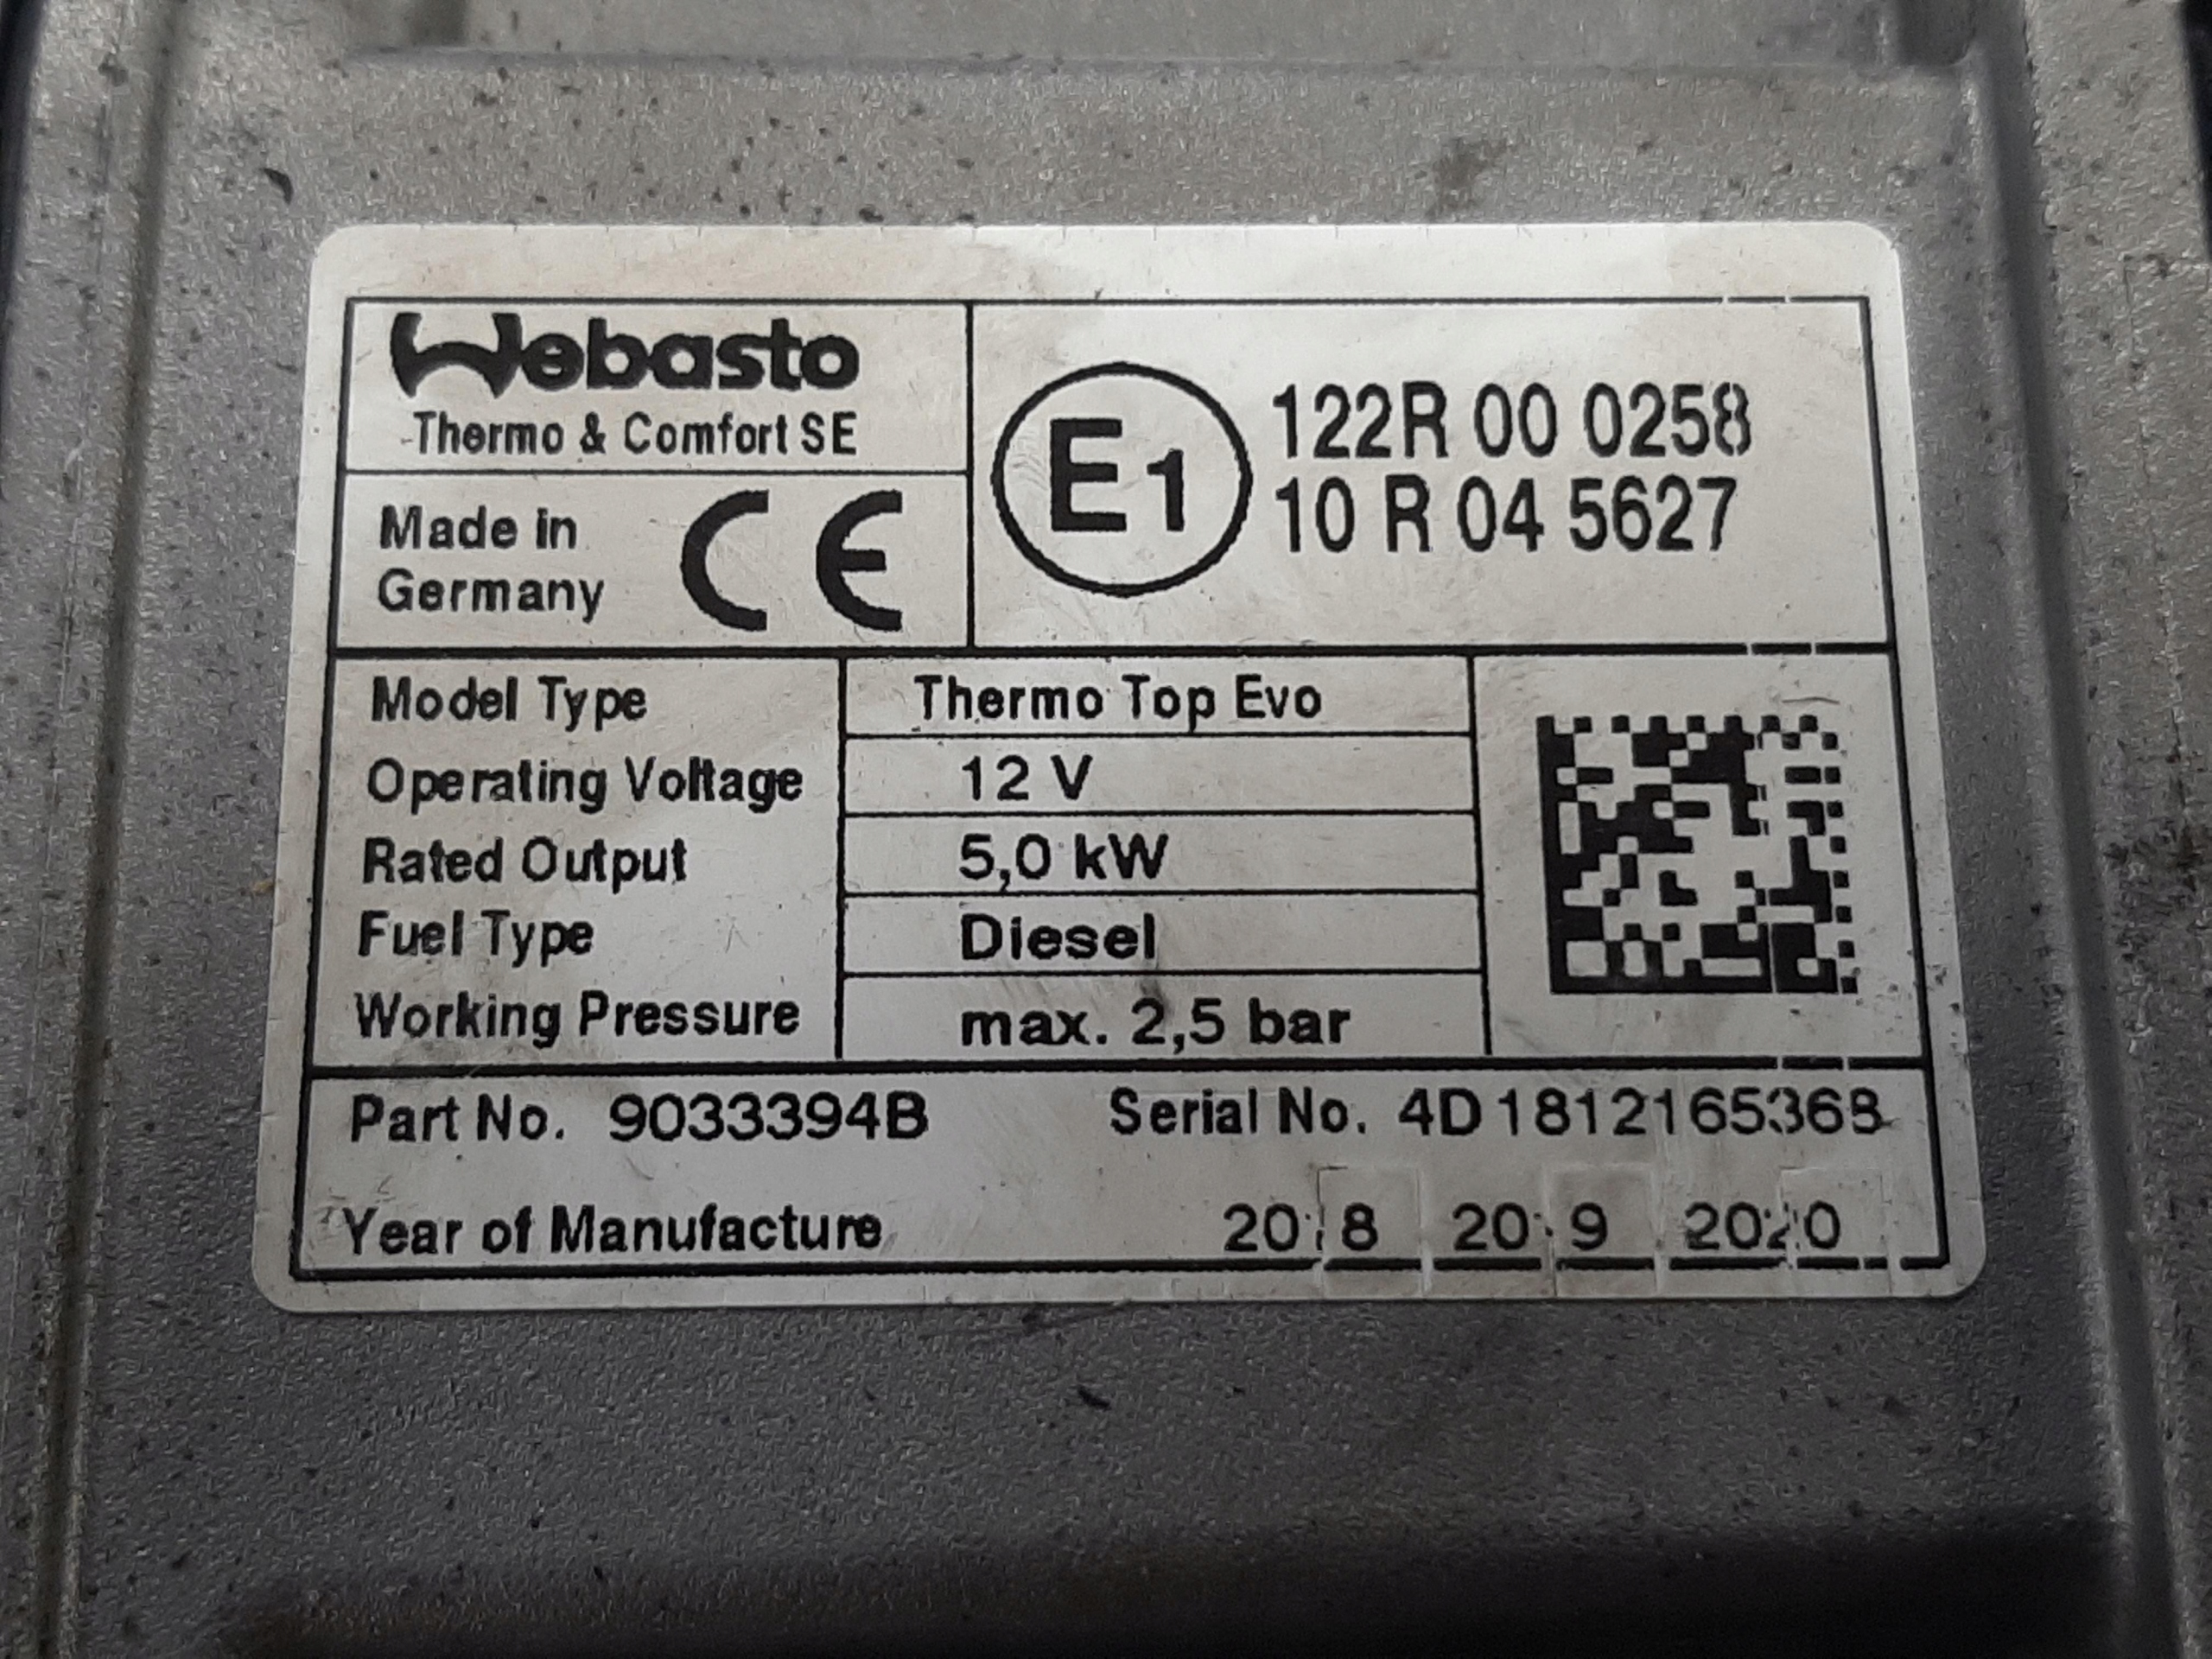 Webasto
Thermo & Comfort SE
Made in
Germany
CE
E1
122R 00 0258
10 R 04 5627
Model Type Thermo Top Evo
Operating Voltage 12 V
Rated Output 5,0 kW
Fuel Type Diesel
Working Pressure max. 2,5 bar
Part No. 9033394B Serial No. 4D1812165368
Year of Manufacture 2018 2019 2020